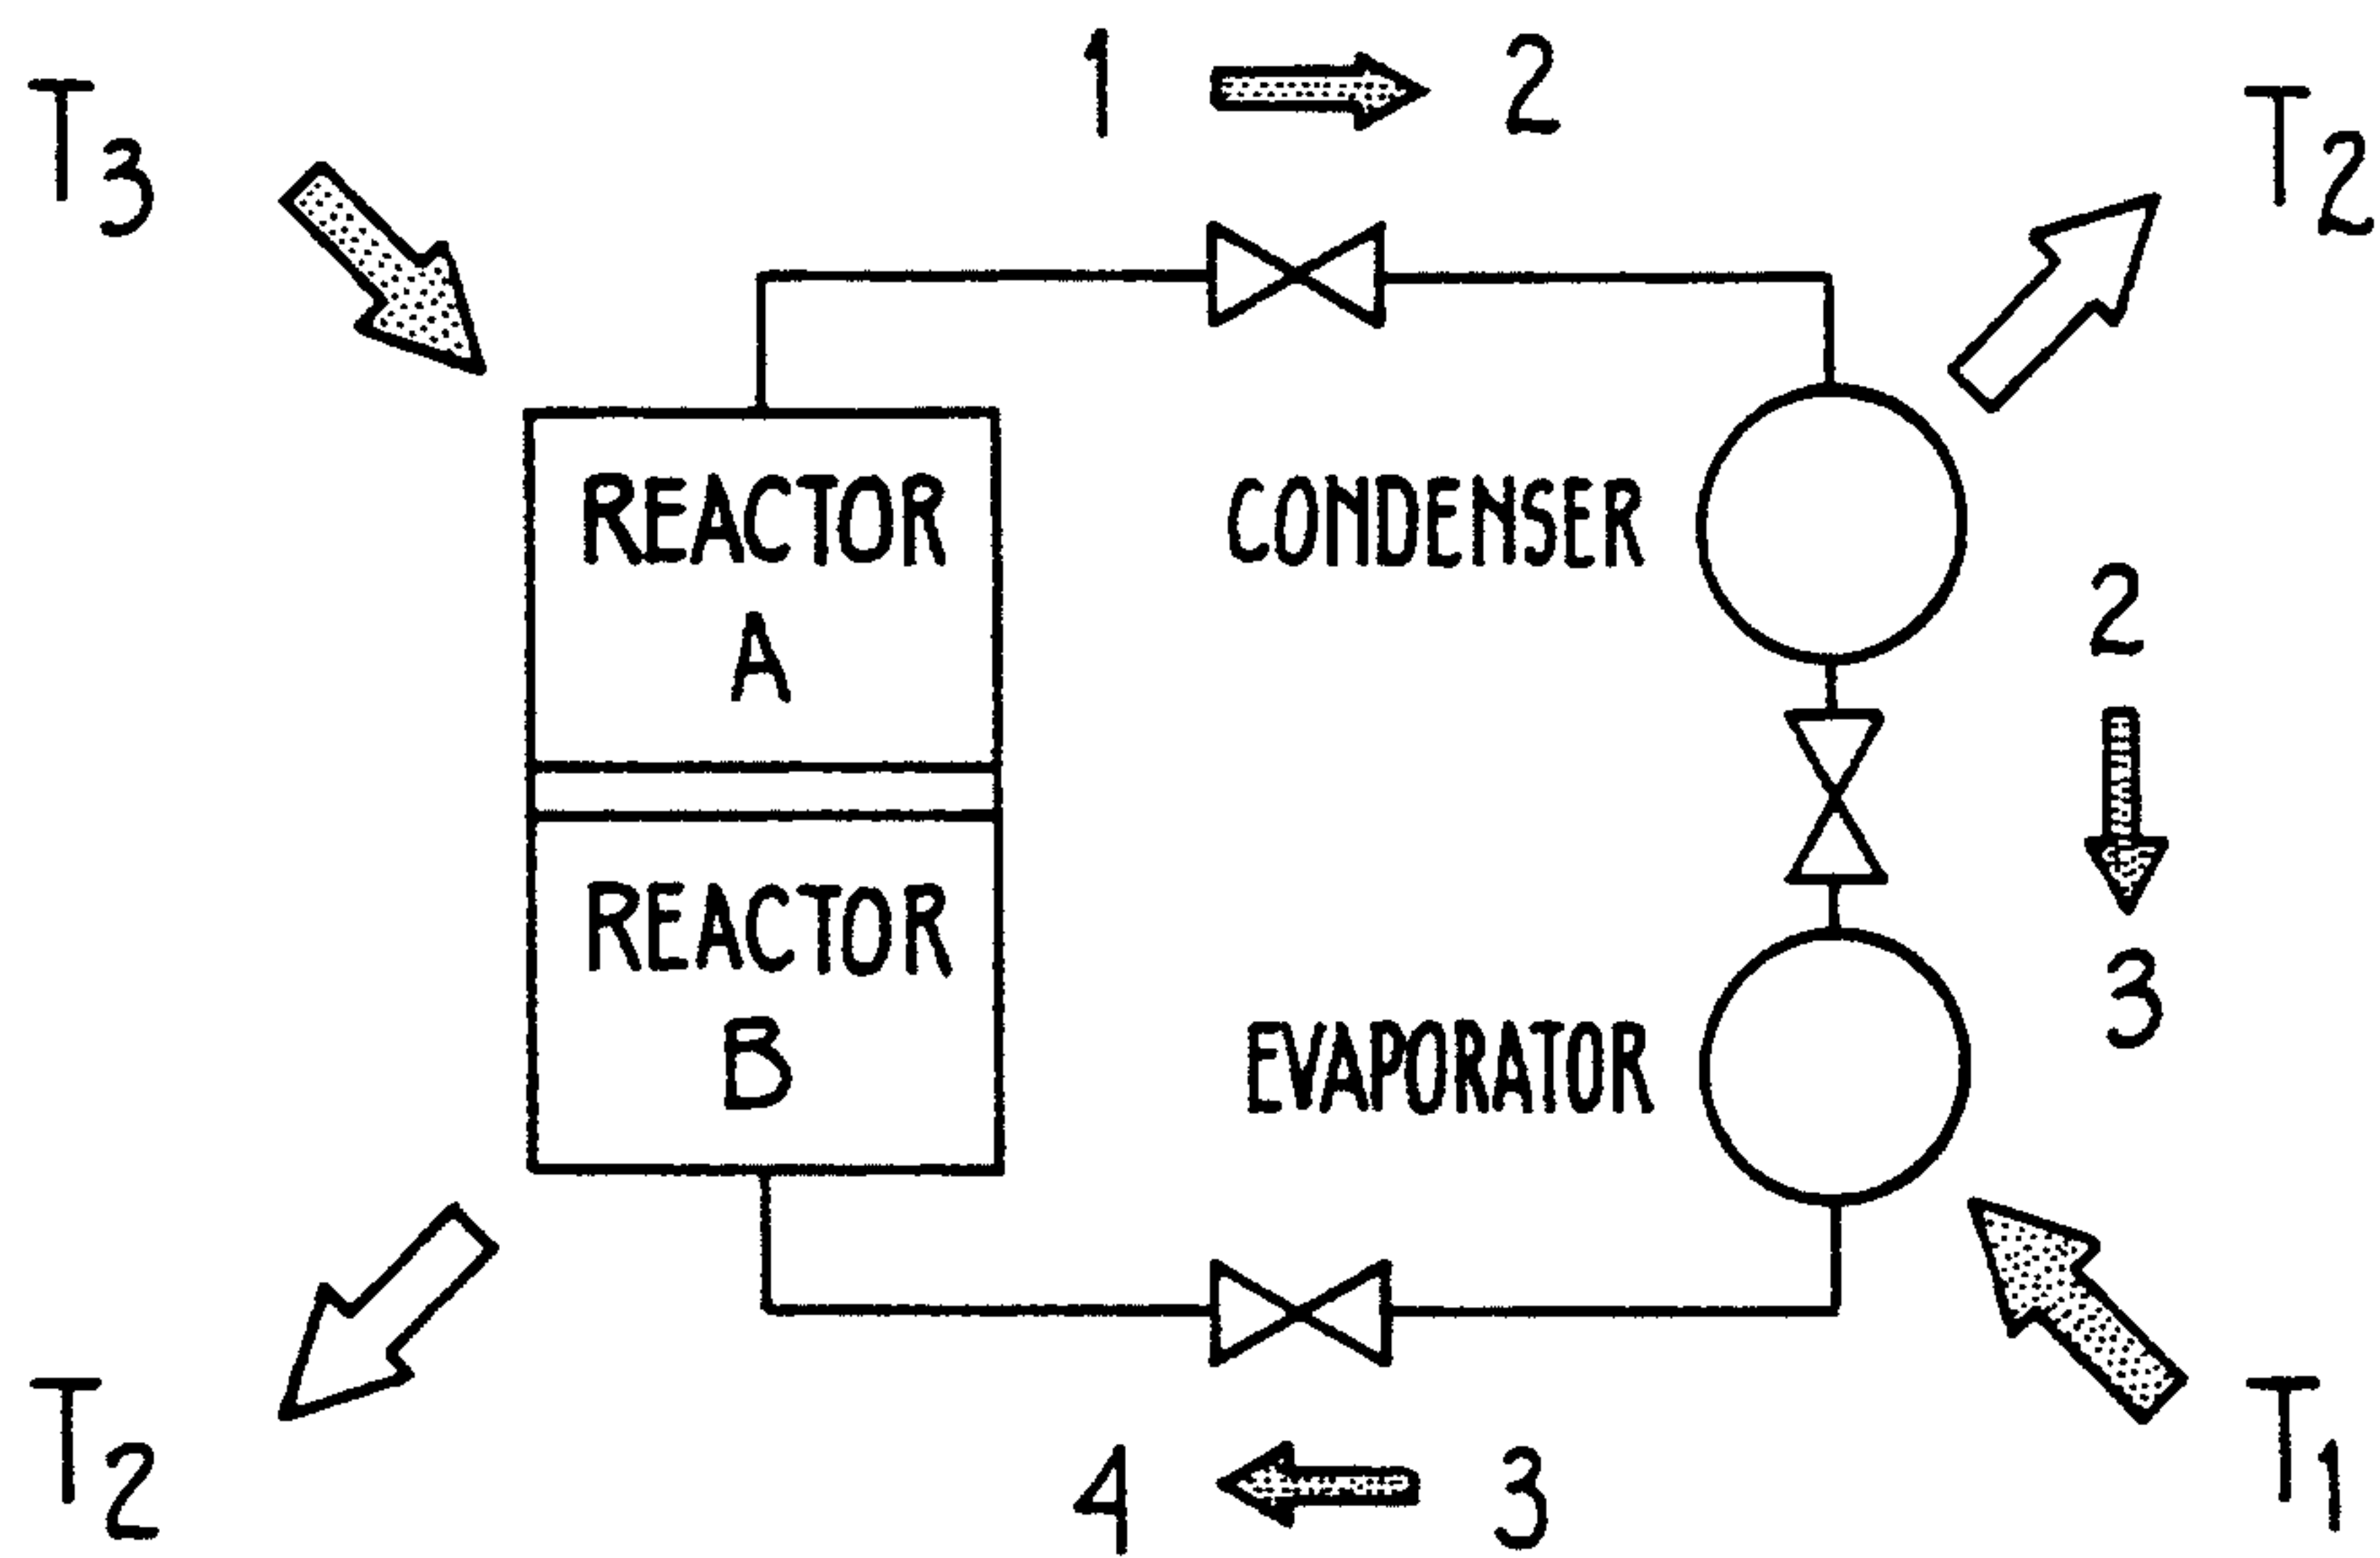 1 2
T3
T2
REACTOR
A
CONDENSER
2
3
REACTOR
B
EVAPORATOR
T2
T1
4 3